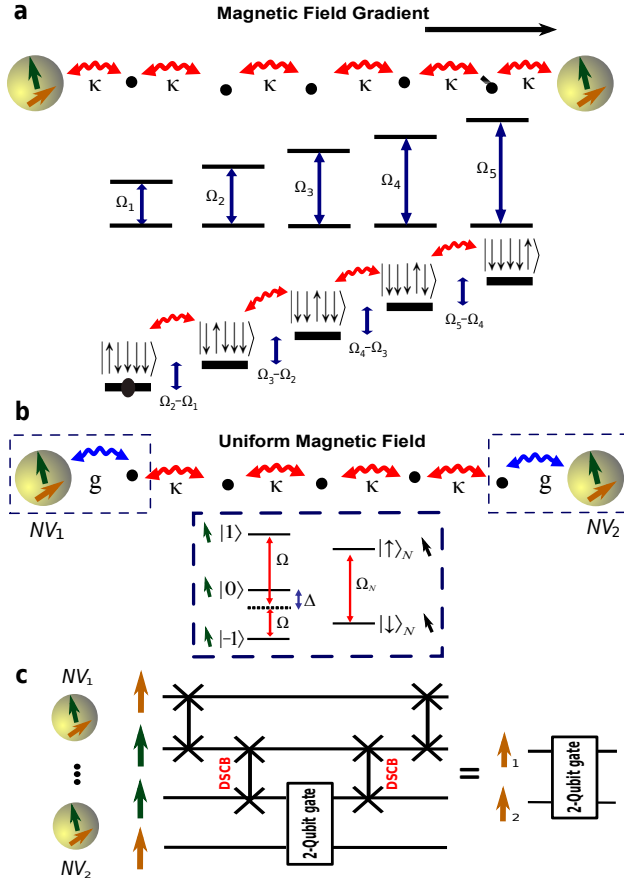 a
Magnetic Field Gradient
κ κ κ κ κ κ
Ω₁ Ω₂ Ω₃ Ω₄ Ω₅
|↓↓↓↓↑⟩
|↓↓↓↑↓⟩
Ω₅–Ω₄
|↓↓↑↓↓⟩
Ω₄–Ω₃
|↓↑↓↓↓⟩
Ω₃–Ω₂
|↑↓↓↓↓⟩
Ω₂–Ω₁
b
Uniform Magnetic Field
g κ κ κ κ g
NV₁ NV₂
|1⟩ Ω |↑⟩N
|0⟩ Δ Ω_N
|−1⟩ Ω |↓⟩N
c
NV₁
DSCB DSCB
2-Qubit gate
NV₂
=
1
2
2-Qubit gate